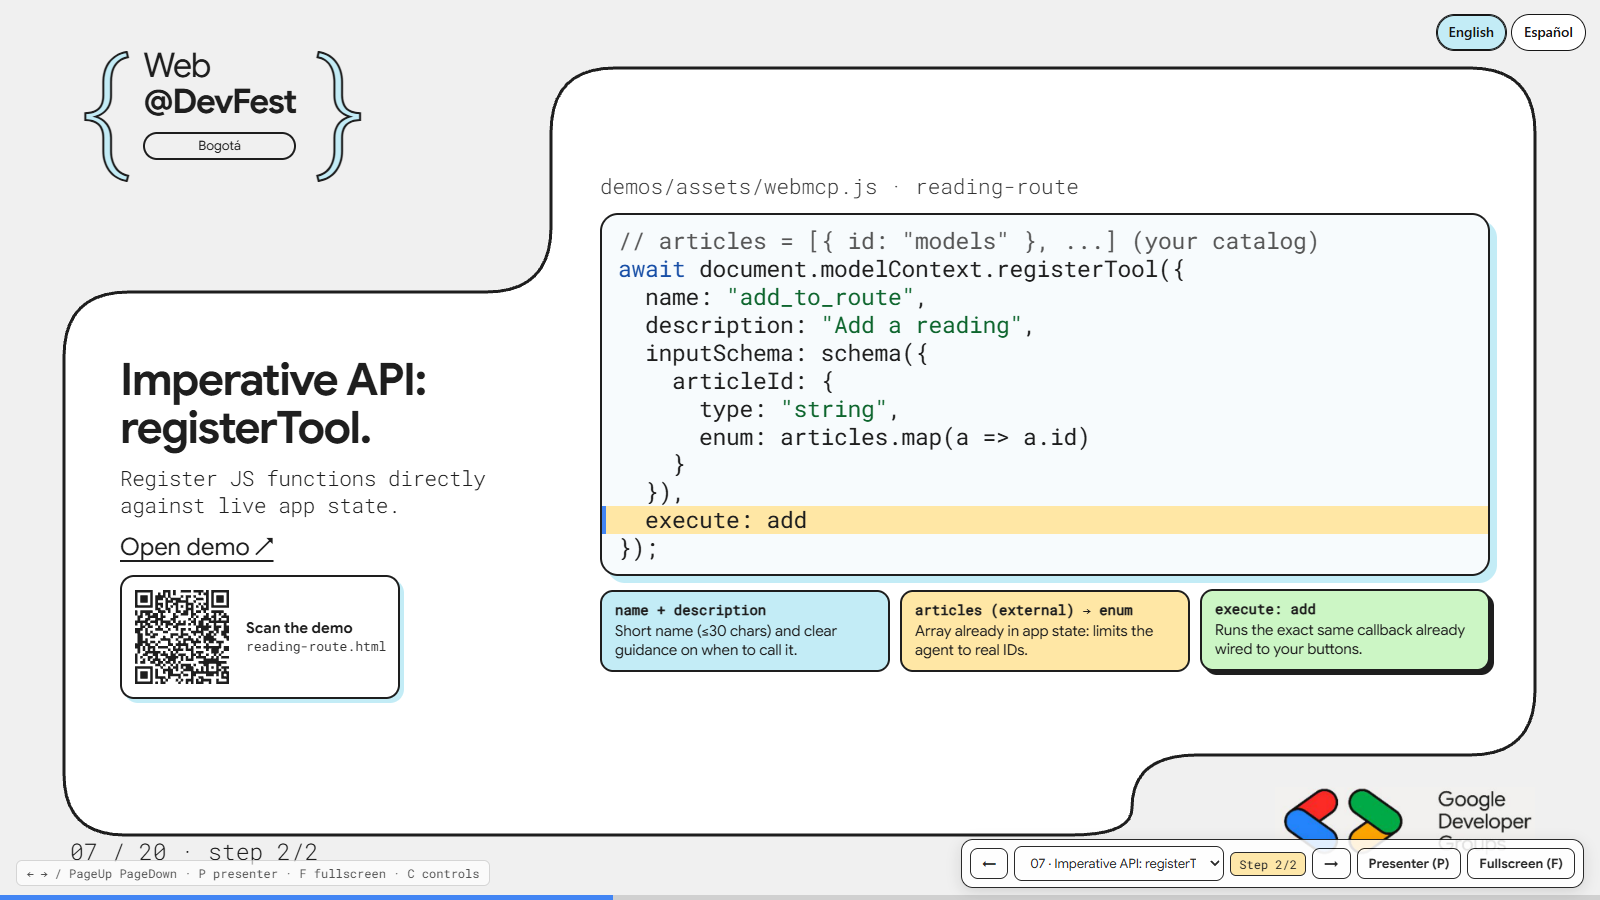 English
Español
Web
@DevFest
Bogotá
demos/assets/webmcp.js · reading-route
// articles = [{ id: "models" }, ...] (your catalog)
await document.modelContext.registerTool({
  name: "add_to_route",
  description: "Add a reading",
  inputSchema: schema({
    articleId: {
      type: "string",
      enum: articles.map(a => a.id)
    }
  }),
  execute: add
});
Imperative API:
registerTool.
Register JS functions directly
against live app state.
Open demo ↗
Scan the demo
reading-route.html
name + description
Short name (≤30 chars) and clear
guidance on when to call it.
articles (external) → enum
Array already in app state: limits the
agent to real IDs.
execute: add
Runs the exact same callback already
wired to your buttons.
Google
Developer
Groups
07 / 20 · step 2/2
← → / PageUp PageDown · P presenter · F fullscreen · C controls
←
07 · Imperative API: registerT
Step 2/2
→
Presenter (P)
Fullscreen (F)